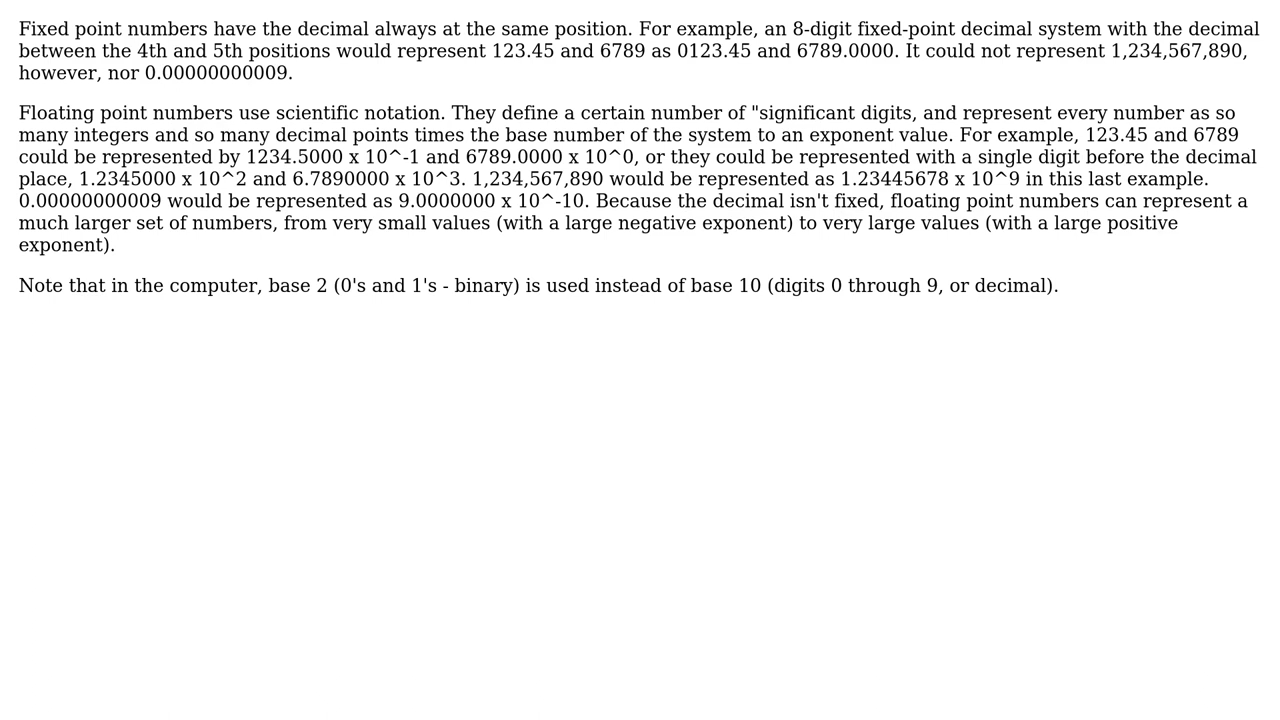 Fixed point numbers have the decimal always at the same position. For example, an 8-digit fixed-point decimal system with the decimal
between the 4th and 5th positions would represent 123.45 and 6789 as 0123.45 and 6789.0000. It could not represent 1,234,567,890,
however, nor 0.00000000009.
Floating point numbers use scientific notation. They define a certain number of "significant digits, and represent every number as so
many integers and so many decimal points times the base number of the system to an exponent value. For example, 123.45 and 6789
could be represented by 1234.5000 x 10^-1 and 6789.0000 x 10^0, or they could be represented with a single digit before the decimal
place, 1.2345000 x 10^2 and 6.7890000 x 10^3. 1,234,567,890 would be represented as 1.23445678 x 10^9 in this last example.
0.00000000009 would be represented as 9.0000000 x 10^-10. Because the decimal isn't fixed, floating point numbers can represent a
much larger set of numbers, from very small values (with a large negative exponent) to very large values (with a large positive
exponent).
Note that in the computer, base 2 (0's and 1's - binary) is used instead of base 10 (digits 0 through 9, or decimal).